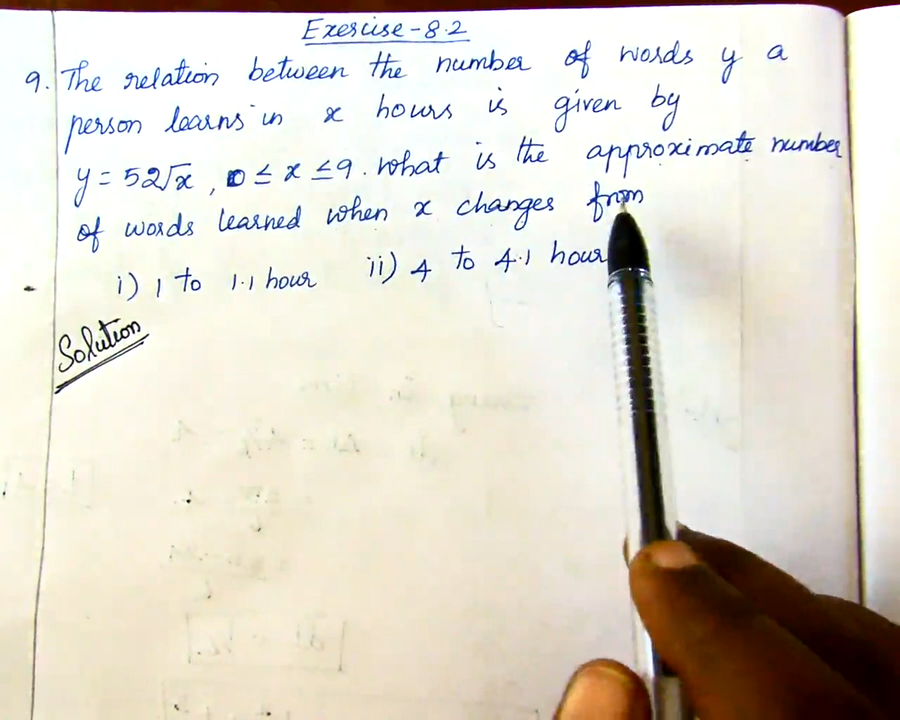 Exercise-8.2
9. The relation between the number of words y a
person learns in x hours is given by
y = 52√x , 0 ≤ x ≤ 9. What is the approximate number
of words learned when x changes from
i) 1 to 1.1 hour ii) 4 to 4.1 hour
Solution